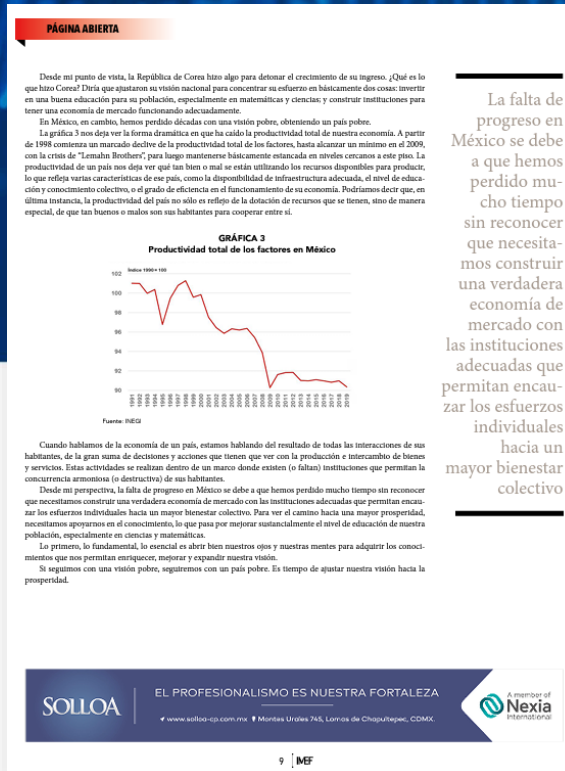 PÁGINA ABIERTA
Desde mi punto de vista, la República de Corea hizo algo para detonar el crecimiento de su ingreso. ¿Qué es lo
que hizo Corea? Diría que ajustaron su visión nacional para concentrar su esfuerzo en básicamente dos cosas: invertir
en una buena educación para su población, especialmente en matemáticas y ciencias; y construir instituciones para
tener una economía de mercado funcionando adecuadamente.
En México, en cambio, hemos perdido décadas con una visión pobre, obteniendo un país pobre.
La gráfica 3 nos deja ver la forma dramática en que ha caído la productividad total de nuestra economía. A partir
de 1998 comienza un marcado declive de la productividad total de los factores, hasta alcanzar un mínimo en el 2009,
con la crisis de "Lemahn Brothers", para luego mantenerse básicamente estancada en niveles cercanos a este piso. La
productividad de un país nos deja ver qué tan bien o mal se están utilizando los recursos disponibles para producir,
lo que refleja varias características de ese país, como la disponibilidad de infraestructura adecuada, el nivel de educa-
ción y conocimiento colectivo, o el grado de eficiencia en el funcionamiento de su economía. Podríamos decir que, en
última instancia, la productividad del país no sólo es reflejo de la dotación de recursos que se tienen, sino de manera
especial, de que tan buenos o malos son sus habitantes para cooperar entre sí.
GRÁFICA 3
Productividad total de los factores en México
Índice 1990 = 100
102
100
98
96
94
92
90
1991
1992
1993
1994
1995
1996
1997
1998
1999
2000
2001
2002
2003
2004
2005
2006
2007
2008
2009
2010
2011
2012
2013
2014
2015
2016
2017
2018
2019
Fuente: INEGI
Cuando hablamos de la economía de un país, estamos hablando del resultado de todas las interacciones de sus
habitantes, de la gran suma de decisiones y acciones que tienen que ver con la producción e intercambio de bienes
y servicios. Estas actividades se realizan dentro de un marco donde existen (o faltan) instituciones que permitan la
concurrencia armoniosa (o destructiva) de sus habitantes.
Desde mi perspectiva, la falta de progreso en México se debe a que hemos perdido mucho tiempo sin reconocer
que necesitamos construir una verdadera economía de mercado con las instituciones adecuadas que permitan encau-
zar los esfuerzos individuales hacia un mayor bienestar colectivo. Para ver el camino hacia una mayor prosperidad,
necesitamos apoyarnos en el conocimiento, lo que pasa por mejorar sustancialmente el nivel de educación de nuestra
población, especialmente en ciencias y matemáticas.
Lo primero, lo fundamental, lo esencial es abrir bien nuestros ojos y nuestras mentes para adquirir los conoci-
mientos que nos permitan enriquecer, mejorar y expandir nuestra visión.
Si seguimos con una visión pobre, seguiremos con un país pobre. Es tiempo de ajustar nuestra visión hacia la
prosperidad.
La falta de
progreso en
México se debe
a que hemos
perdido mu-
cho tiempo
sin reconocer
que necesita-
mos construir
una verdadera
economía de
mercado con
las instituciones
adecuadas que
permitan encau-
zar los esfuerzos
individuales
hacia un
mayor bienestar
colectivo
SOLLOA
EL PROFESIONALISMO ES NUESTRA FORTALEZA
www.solloa-cp.com.mx Montes Urales 745, Lomas de Chapultepec, CDMX.
A member of
Nexia
International
9 IMEF